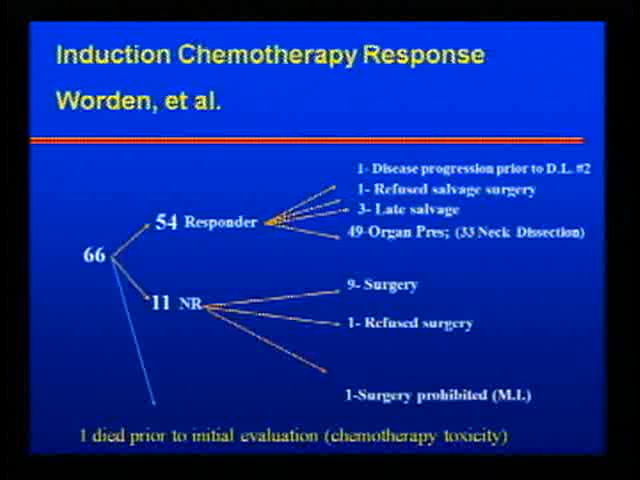 Induction Chemotherapy Response
Worden, et al.
1- Disease progression prior to D.L. #2
1- Refused salvage surgery
3- Late salvage
54 Responder
49-Organ Pres; (33 Neck Dissection)
66
9- Surgery
11 NR
1- Refused surgery
1-Surgery prohibited (M.I.)
1 died prior to initial evaluation (chemotherapy toxicity)